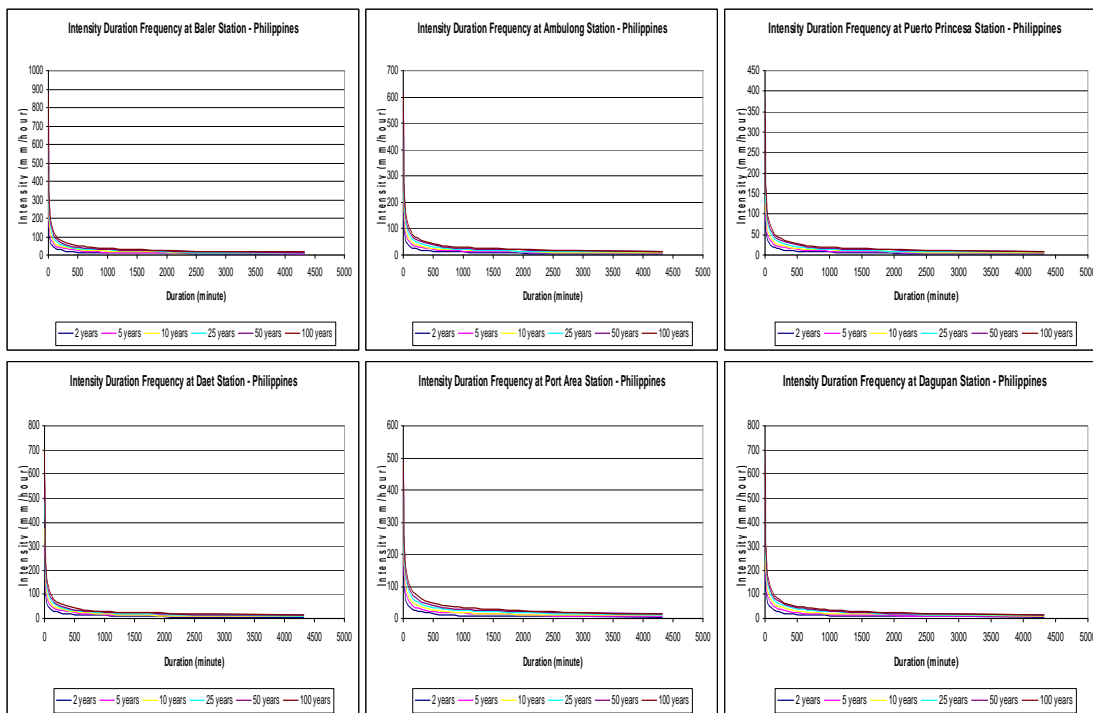 Intensity Duration Frequency at Baler Station - Philippines
Intensity (mm/hour)
1000
900
800
700
600
500
400
300
200
100
0
0 500 1000 1500 2000 2500 3000 3500 4000 4500 5000
Duration (minute)
2 years 5 years 10 years 25 years 50 years 100 years
Intensity Duration Frequency at Ambulong Station - Philippines
Intensity (mm/hour)
700
600
500
400
300
200
100
0
0 500 1000 1500 2000 2500 3000 3500 4000 4500 5000
Duration (minute)
2 years 5 years 10 years 25 years 50 years 100 years
Intensity Duration Frequency at Puerto Princesa Station - Philippines
Intensity (mm/hour)
450
400
350
300
250
200
150
100
50
0
0 500 1000 1500 2000 2500 3000 3500 4000 4500 5000
Duration (minute)
2 years 5 years 10 years 25 years 50 years 100 years
Intensity Duration Frequency at Daet Station - Philippines
Intensity (mm/hour)
800
700
600
500
400
300
200
100
0
0 500 1000 1500 2000 2500 3000 3500 4000 4500 5000
Duration (minute)
2 years 5 years 10 years 25 years 50 years 100 years
Intensity Duration Frequency at Port Area Station - Philippines
Intensity (mm/hour)
600
500
400
300
200
100
0
0 500 1000 1500 2000 2500 3000 3500 4000 4500 5000
Duration (minute)
2 years 5 years 10 years 25 years 50 years 100 years
Intensity Duration Frequency at Dagupan Station - Philippines
Intensity (mm/hour)
800
700
600
500
400
300
200
100
0
0 500 1000 1500 2000 2500 3000 3500 4000 4500 5000
Duration (minute)
2 years 5 years 10 years 25 years 50 years 100 years